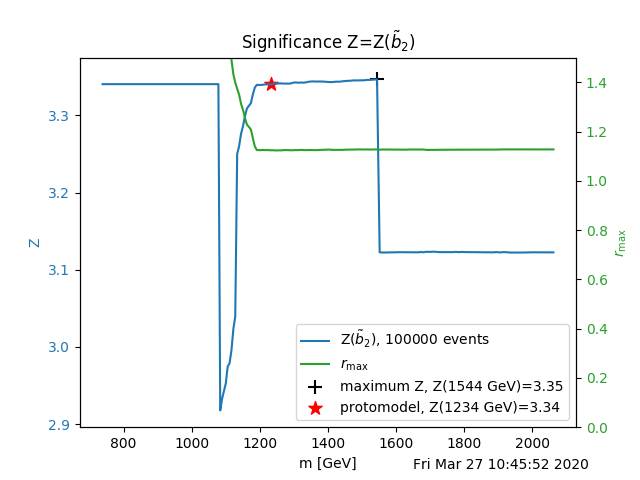 Significance Z=Z(b̃₂)
3.3
3.2
3.1
3.0
2.9
Z
1.4
1.2
1.0
0.8
0.6
0.4
0.2
0.0
r_max
Z(b̃₂), 100000 events
r_max
maximum Z, Z(1544 GeV)=3.35
protomodel, Z(1234 GeV)=3.34
800 1000 1200 1400 1600 1800 2000
m [GeV]
Fri Mar 27 10:45:52 2020